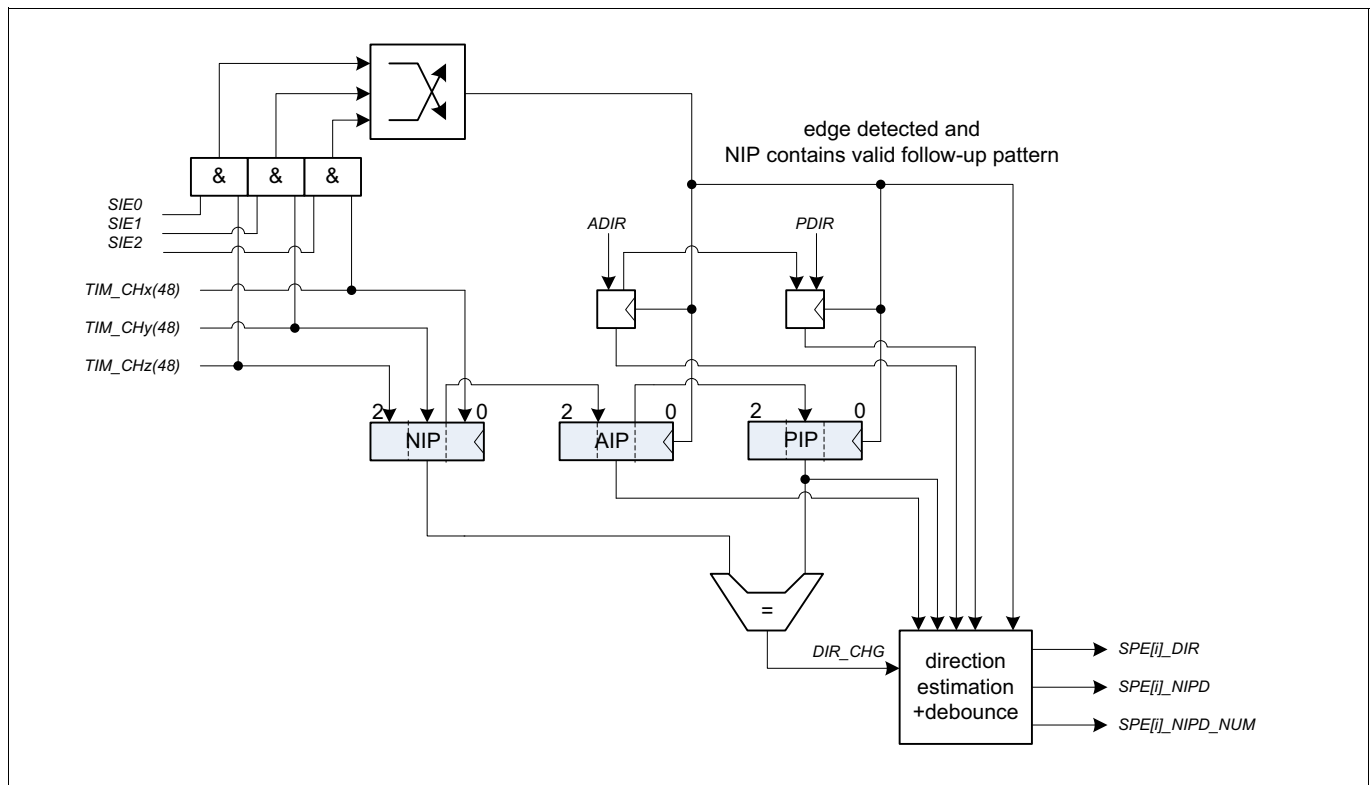 edge detected and
NIP contains valid follow-up pattern
& & &
SIE0
SIE1
SIE2
ADIR
PDIR
TIM_CHx(48)
TIM_CHy(48)
TIM_CHz(48)
2 0 2 0 2 0
NIP AIP PIP
=
DIR_CHG
direction
estimation
+debounce
SPE[i]_DIR
SPE[i]_NIPD
SPE[i]_NIPD_NUM